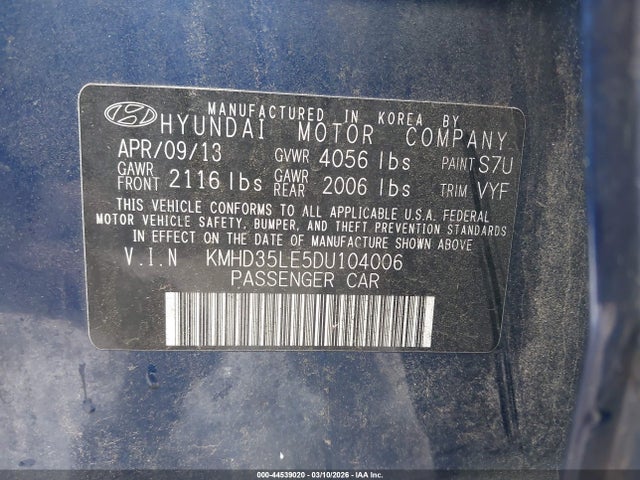 MANUFACTURED IN KOREA BY
HYUNDAI MOTOR COMPANY
APR/09/13 GVWR 4056 lbs PAINT S7U
GAWR FRONT 2116 lbs GAWR REAR 2006 lbs TRIM VYF
THIS VEHICLE CONFORMS TO ALL APPLICABLE U.S.A. FEDERAL
MOTOR VEHICLE SAFETY, BUMPER, AND THEFT PREVENTION STANDARDS
IN EFFECT ON THE DATE OF MANUFACTURE SHOWN ABOVE
V.I.N KMHD35LE5DU104006
PASSENGER CAR
000-44539020 — 03/10/2026 — IAA Inc.